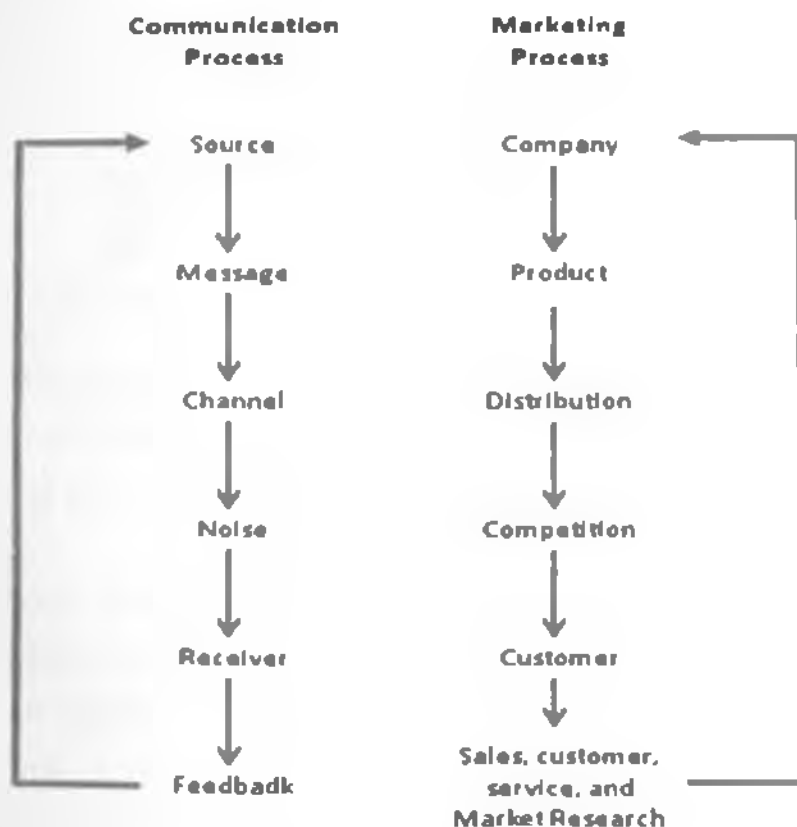 Communication Process
Marketing Process
Source
Company
Message
Product
Channel
Distribution
Noise
Competition
Receiver
Customer
Feedbadk
Sales, customer,
service, and
Market Research